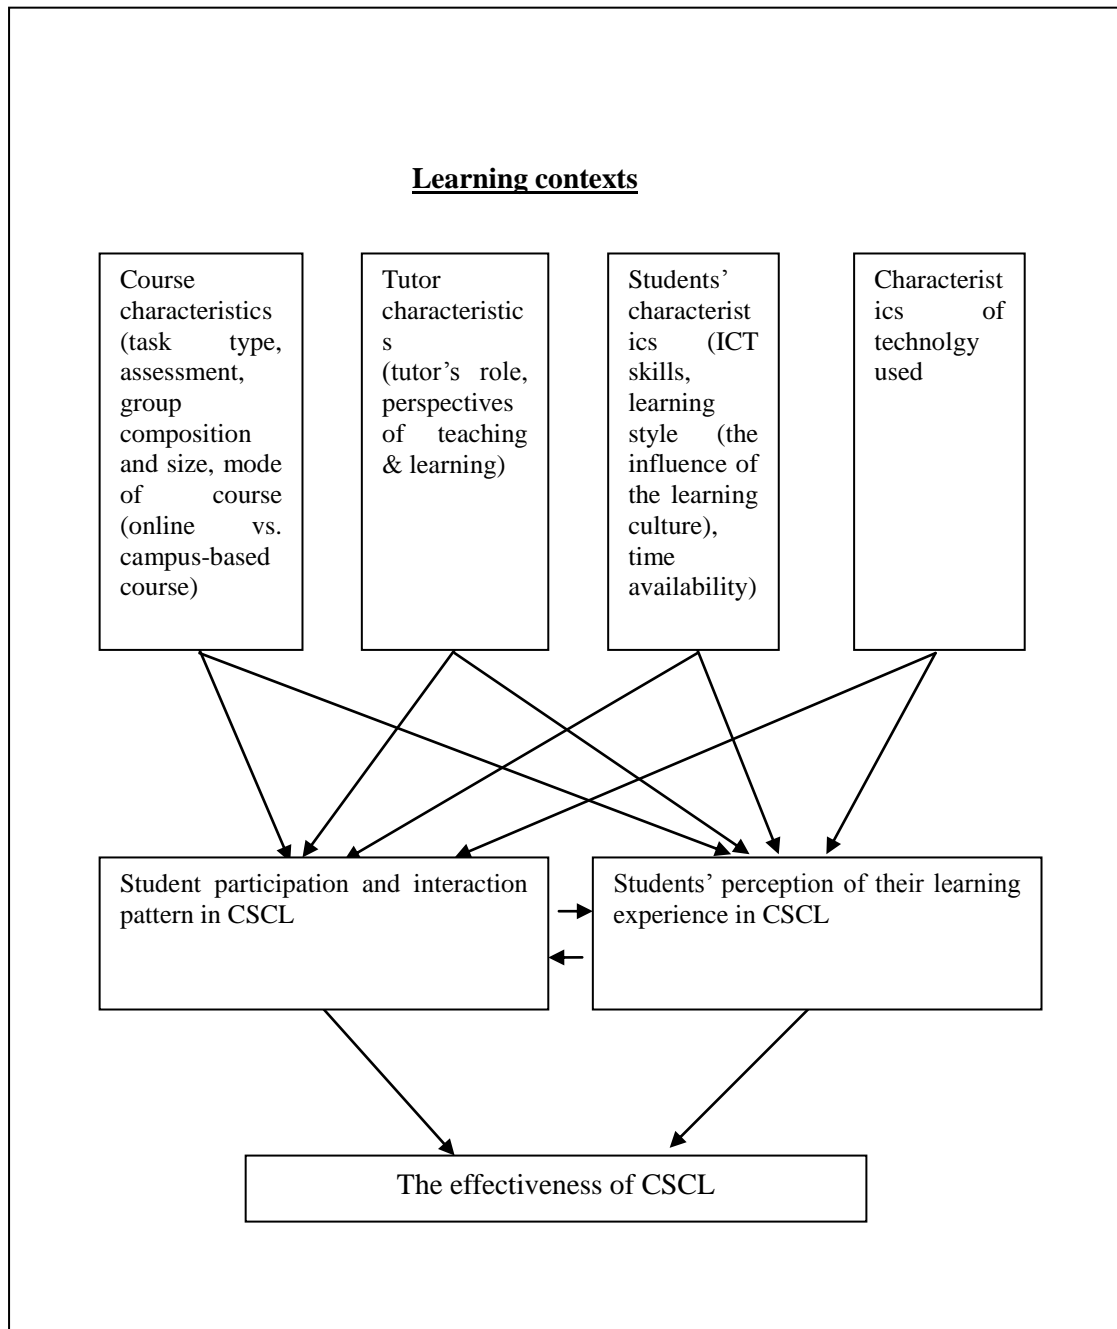 Learning contexts
Course
characteristics
(task type,
assessment,
group
composition
and size, mode
of course
(online vs.
campus-based
course)
Tutor
characteristic
s
(tutor’s role,
perspectives
of teaching
& learning)
Students’
characterist
ics (ICT
skills,
learning
style (the
influence of
the learning
culture),
time
availability)
Characterist
ics of
technolgy
used
Student participation and interaction
pattern in CSCL
Students’ perception of their learning
experience in CSCL
The effectiveness of CSCL